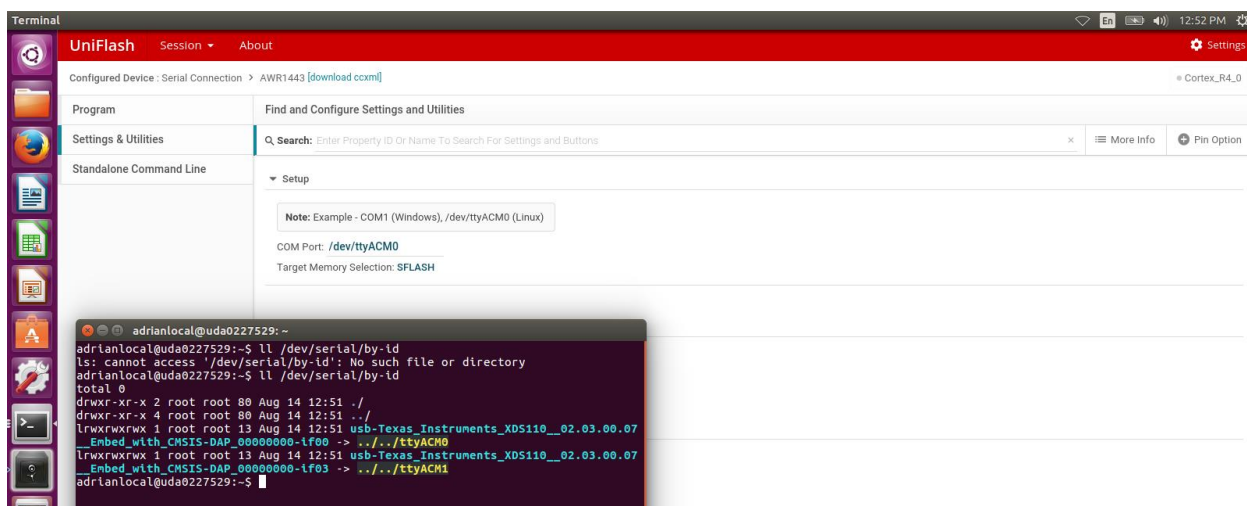 Terminal
En
12:52 PM
UniFlash Session About
Settings
Configured Device : Serial Connection > AWR1443 [download ccxml]
Cortex_R4_0
Program
Settings & Utilities
Standalone Command Line
Find and Configure Settings and Utilities
Search: Enter Property ID Or Name To Search For Settings and Buttons × More Info Pin Option
Setup
Note: Example - COM1 (Windows), /dev/ttyACM0 (Linux)
COM Port: /dev/ttyACM0
Target Memory Selection: SFLASH
adrianlocal@uda0227529: ~
adrianlocal@uda0227529:~$ ll /dev/serial/by-id
ls: cannot access '/dev/serial/by-id': No such file or directory
adrianlocal@uda0227529:~$ ll /dev/serial/by-id
total 0
drwxr-xr-x 2 root root 80 Aug 14 12:51 ./
drwxr-xr-x 4 root root 80 Aug 14 12:51 ../
lrwxrwxrwx 1 root root 13 Aug 14 12:51 usb-Texas_Instruments_XDS110__02.03.00.07
__Embed_with_CMSIS-DAP_00000000-if00 -> ../../ttyACM0
lrwxrwxrwx 1 root root 13 Aug 14 12:51 usb-Texas_Instruments_XDS110__02.03.00.07
__Embed_with_CMSIS-DAP_00000000-if03 -> ../../ttyACM1
adrianlocal@uda0227529:~$